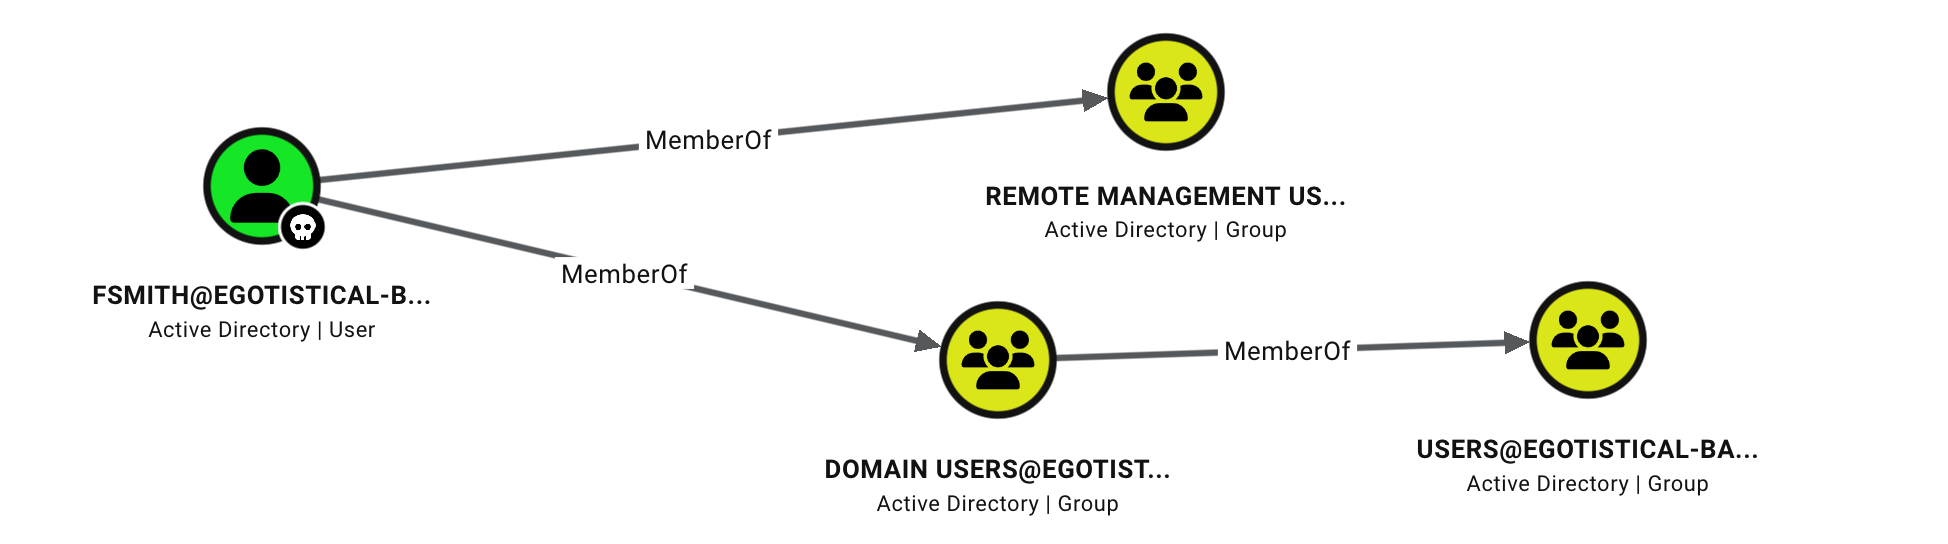 MemberOf
REMOTE MANAGEMENT US...
Active Directory | Group
FSMITH@EGOTISTICAL-B...
Active Directory | User
MemberOf
DOMAIN USERS@EGOTIST...
Active Directory | Group
MemberOf
USERS@EGOTISTICAL-BA...
Active Directory | Group